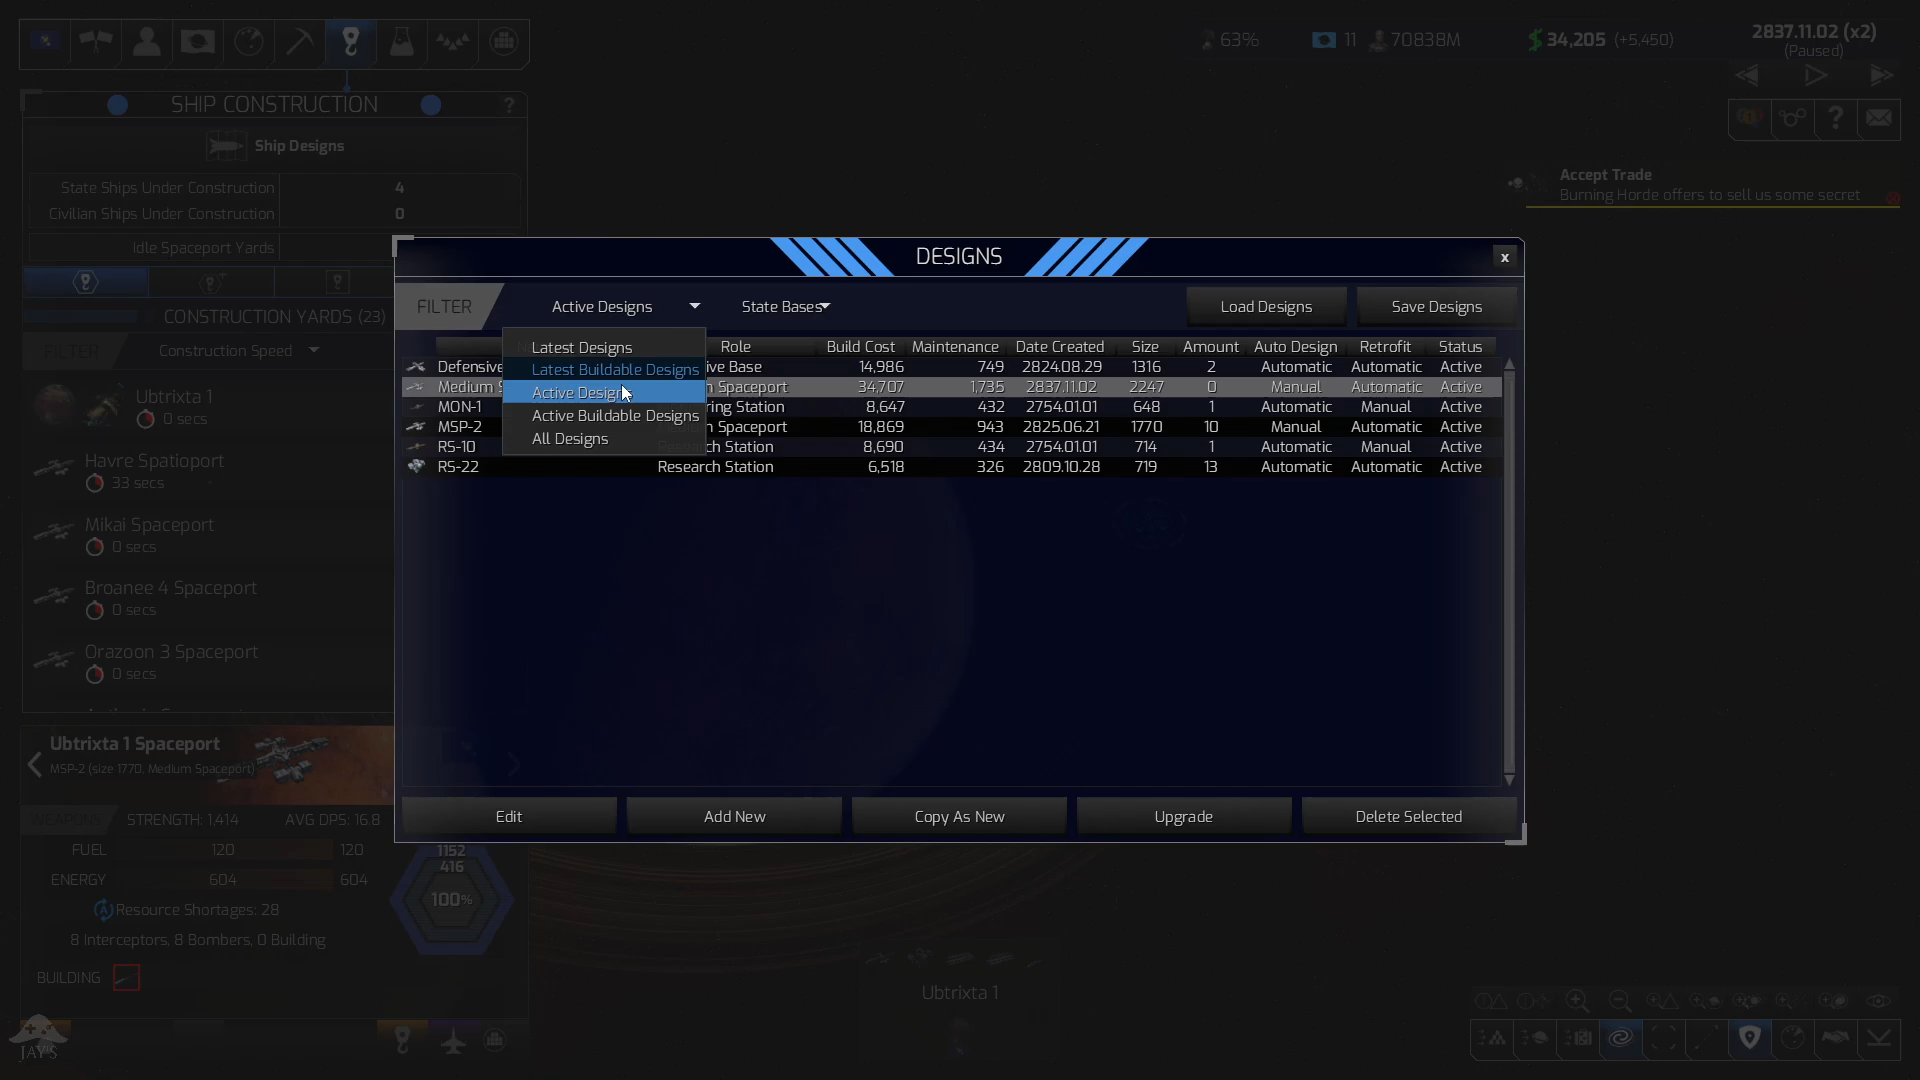 63%
11
70838M
34,205 (+5,450)
2837.11.02 (x2)
(Paused)
SHIP CONSTRUCTION
?
Ship Designs
State Ships Under Construction 4
Civilian Ships Under Construction 0
Idle Spaceport Yards
CONSTRUCTION YARDS (23)
FILTER
Construction Speed
Ubtrixta 1
0 secs
Havre Spatioport
33 secs
Mikai Spaceport
0 secs
Broanee 4 Spaceport
0 secs
Orazoon 3 Spaceport
0 secs
?
Accept Trade
Burning Horde offers to sell us some secret
DESIGNS
x
FILTER
Active Designs
State Bases
Load Designs
Save Designs
Role Build Cost Maintenance Date Created Size Amount Auto Design Retrofit Status
Defensive ve Base 14,986 749 2824.08.29 1316 2 Automatic Automatic Active
Medium Spaceport 34,707 1,735 2837.11.02 2247 0 Manual Automatic Active
MON-1 ring Station 8,647 432 2754.01.01 648 1 Automatic Manual Active
MSP-2 Spaceport 18,869 943 2825.06.21 1770 10 Manual Automatic Active
RS-10 Research Station 8,690 434 2754.01.01 714 1 Automatic Manual Active
RS-22 Research Station 6,518 326 2809.10.28 719 13 Automatic Automatic Active
Latest Designs
Latest Buildable Designs
Active Designs
Active Buildable Designs
All Designs
Edit
Add New
Copy As New
Upgrade
Delete Selected
Ubtrixta 1 Spaceport
MSP-2 (size 1770, Medium Spaceport)
WEAPONS STRENGTH: 1,414 AVG DPS: 16.8
FUEL 120 120
ENERGY 604 604
1152
416
100%
Resource Shortages: 28
8 Interceptors, 8 Bombers, 0 Building
BUILDING
Ubtrixta 1
JAY'S